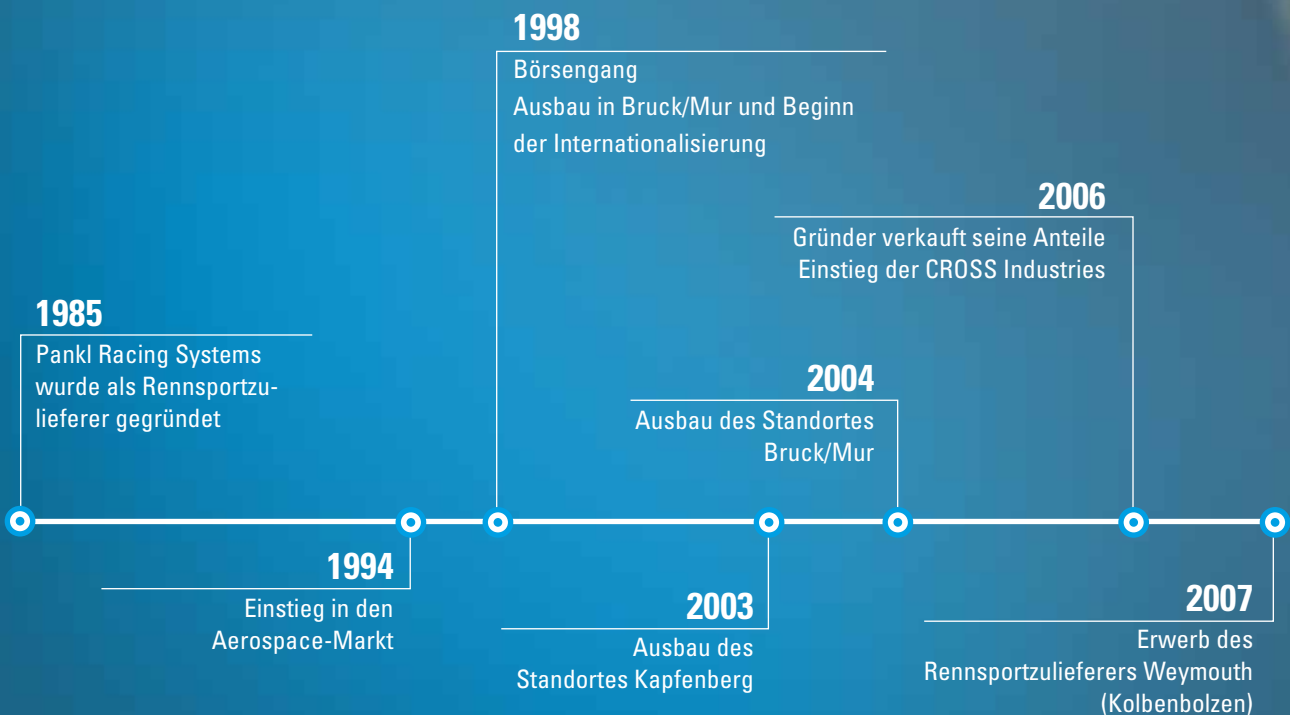 1998
Börsengang
Ausbau in Bruck/Mur und Beginn
der Internationalisierung
2006
Gründer verkauft seine Anteile
Einstieg der CROSS Industries
1985
Pankl Racing Systems
wurde als Rennsportzu-
lieferer gegründet
2004
Ausbau des Standortes
Bruck/Mur
1994
Einstieg in den
Aerospace-Markt
2003
Ausbau des
Standortes Kapfenberg
2007
Erwerb des
Rennsportzulieferers Weymouth
(Kolbenbolzen)